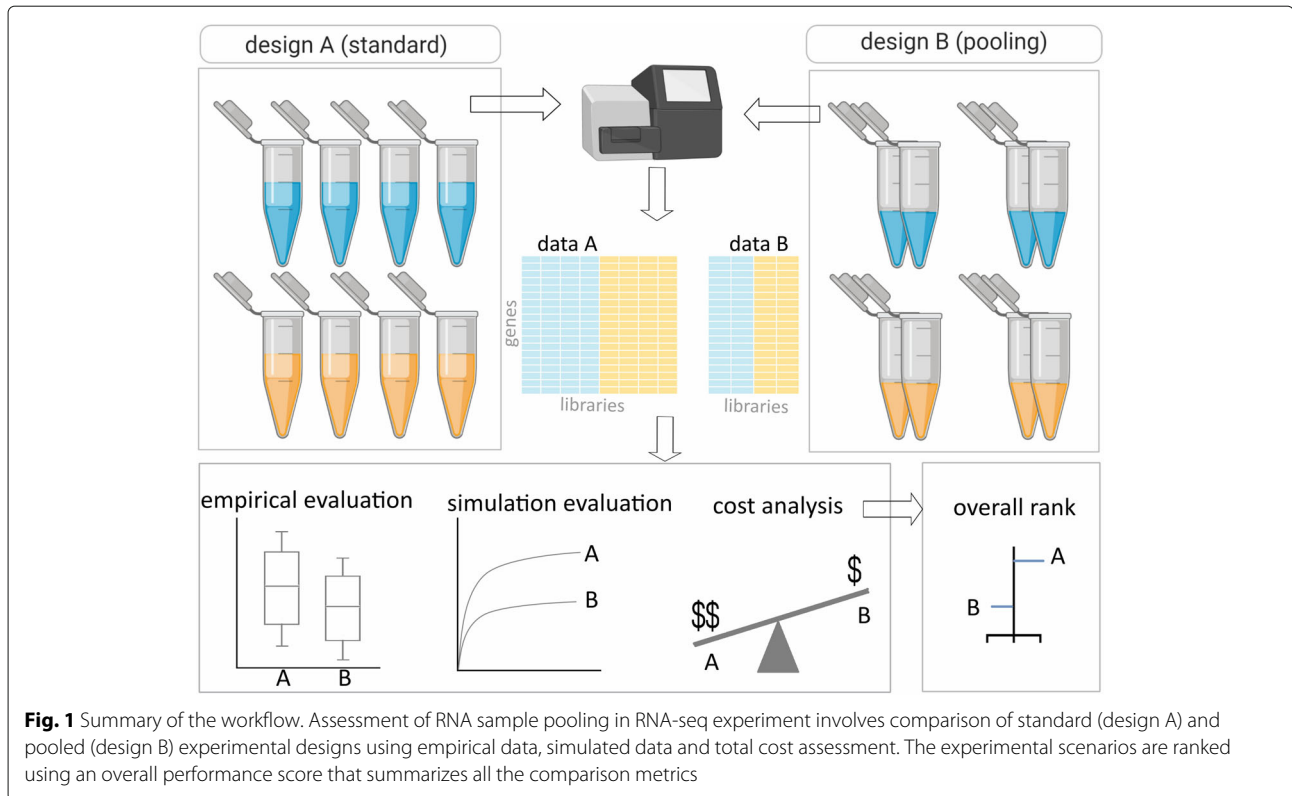 design A (standard)
design B (pooling)
data A
data B
genes
libraries
libraries
empirical evaluation
simulation evaluation
cost analysis
overall rank
A
B
A
B
$$
A
$
B
A
B
Fig. 1 Summary of the workflow. Assessment of RNA sample pooling in RNA-seq experiment involves comparison of standard (design A) and
pooled (design B) experimental designs using empirical data, simulated data and total cost assessment. The experimental scenarios are ranked
using an overall performance score that summarizes all the comparison metrics